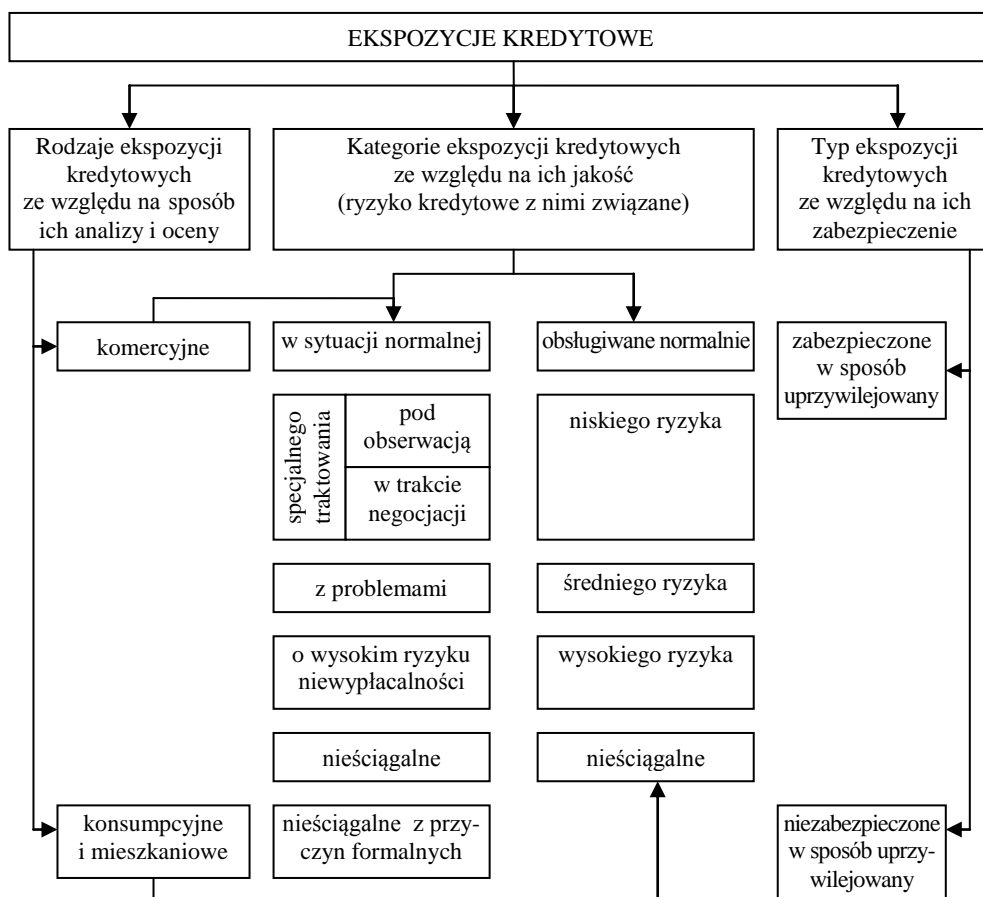 EKSPOZYCJE KREDYTOWE
Rodzaje ekspozycji
kredytowych
ze względu na sposób
ich analizy i oceny
Kategorie ekspozycji kredytowych
ze względu na ich jakość
(ryzyko kredytowe z nimi związane)
Typ ekspozycji
kredytowych
ze względu na ich
zabezpieczenie
komercyjne
w sytuacji normalnej
obsługiwane normalnie
zabezpieczone
w sposób
uprzywilejowany
specjalnego
traktowania
pod
obserwacją
w trakcie
negocjacji
niskiego ryzyka
z problemami
średniego ryzyka
o wysokim ryzyku
niewypłacalności
wysokiego ryzyka
nieściągalne
nieściągalne
konsumpcyjne
i mieszkaniowe
nieściągalne z przy-
czyn formalnych
niezabezpieczone
w sposób uprzy-
wilejowany